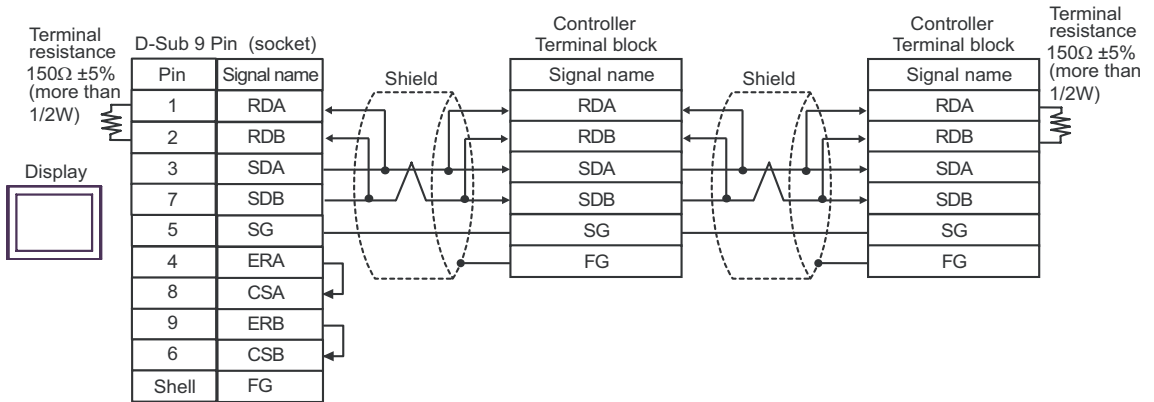 Terminal
resistance
150Ω ±5%
(more than
1/2W)
Display
D-Sub 9 Pin (socket)
Pin Signal name
1 RDA
2 RDB
3 SDA
7 SDB
5 SG
4 ERA
8 CSA
9 ERB
6 CSB
Shell FG
Shield
Controller
Terminal block
Signal name
RDA
RDB
SDA
SDB
SG
FG
Shield
Controller
Terminal block
Signal name
RDA
RDB
SDA
SDB
SG
FG
Terminal
resistance
150Ω ±5%
(more than
1/2W)